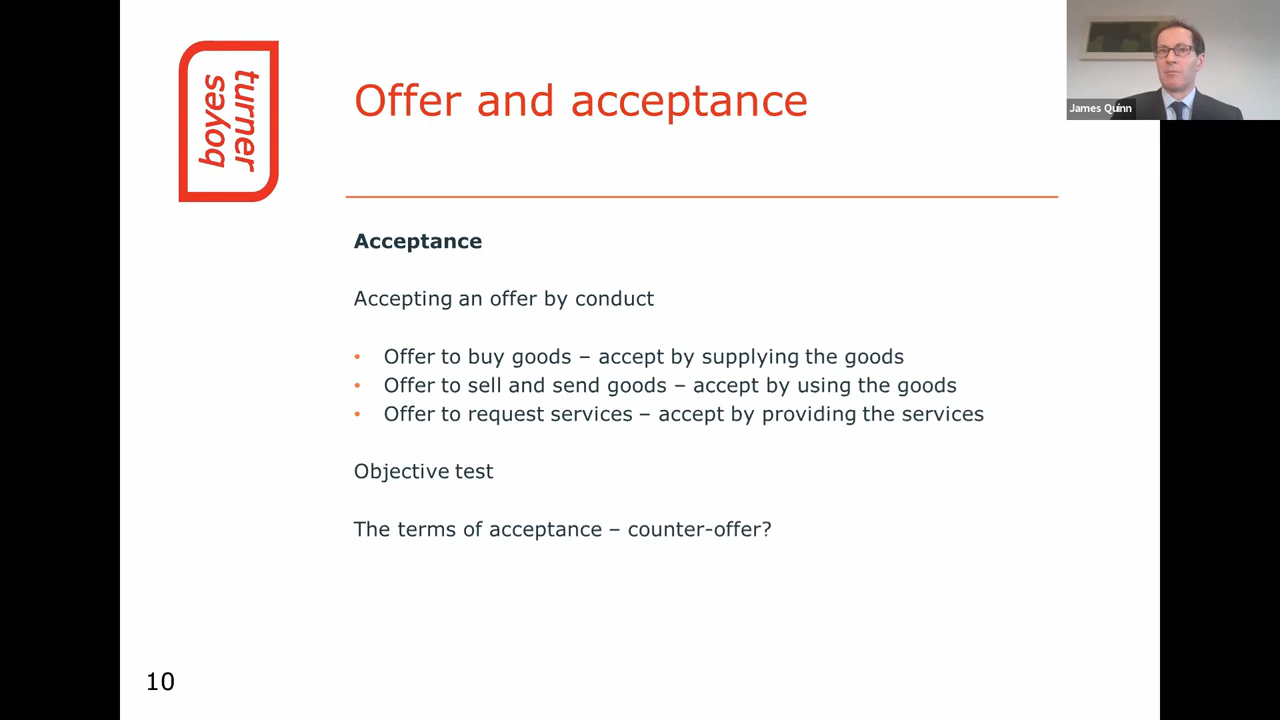 boyes
turner
Offer and acceptance
James Quinn
Acceptance
Accepting an offer by conduct
• Offer to buy goods – accept by supplying the goods
• Offer to sell and send goods – accept by using the goods
• Offer to request services – accept by providing the services
Objective test
The terms of acceptance – counter-offer?
10